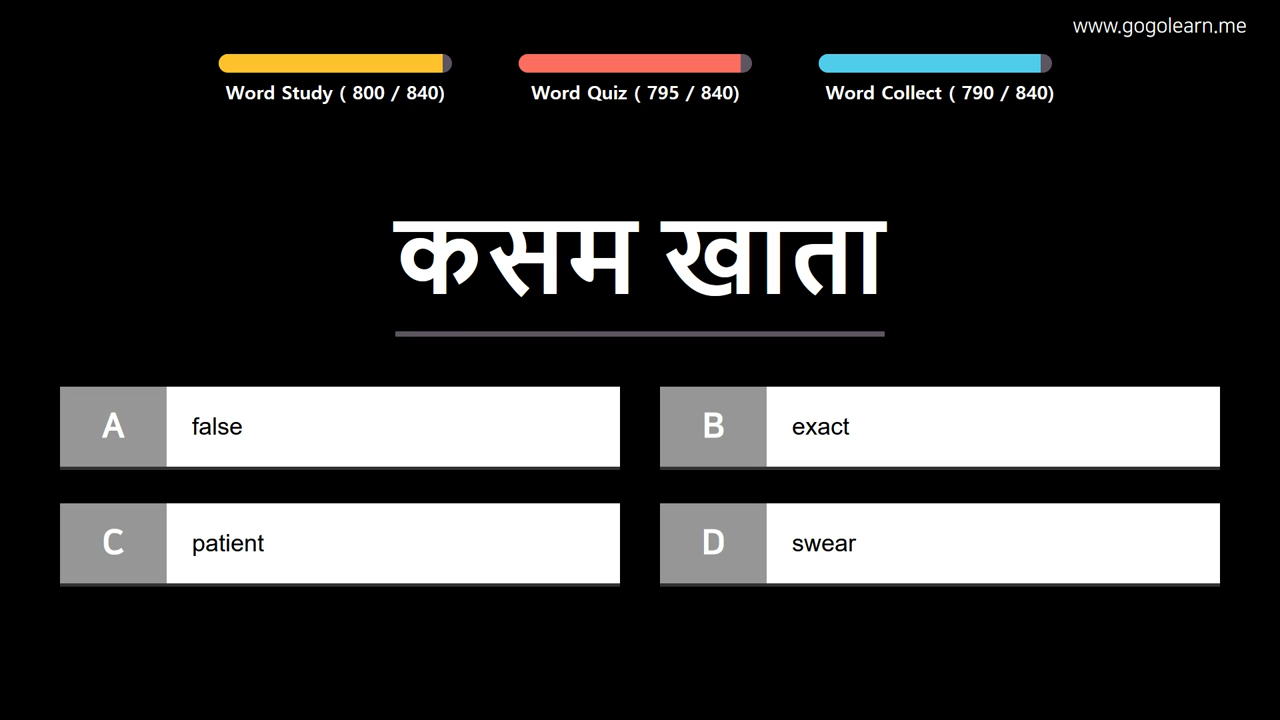 www.gogolearn.me
Word Study ( 800 / 840)
Word Quiz ( 795 / 840)
Word Collect ( 790 / 840)
कसम खाता
A
false
B
exact
C
patient
D
swear